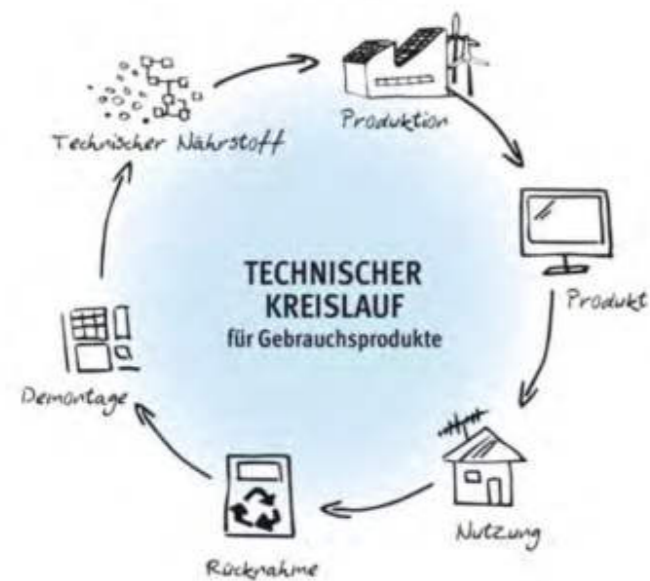 Produktion
Technischer Nährstoff
TECHNISCHER
KREISLAUF
für Gebrauchsprodukte
Produkt
Demontage
Nutzung
Rücknahme